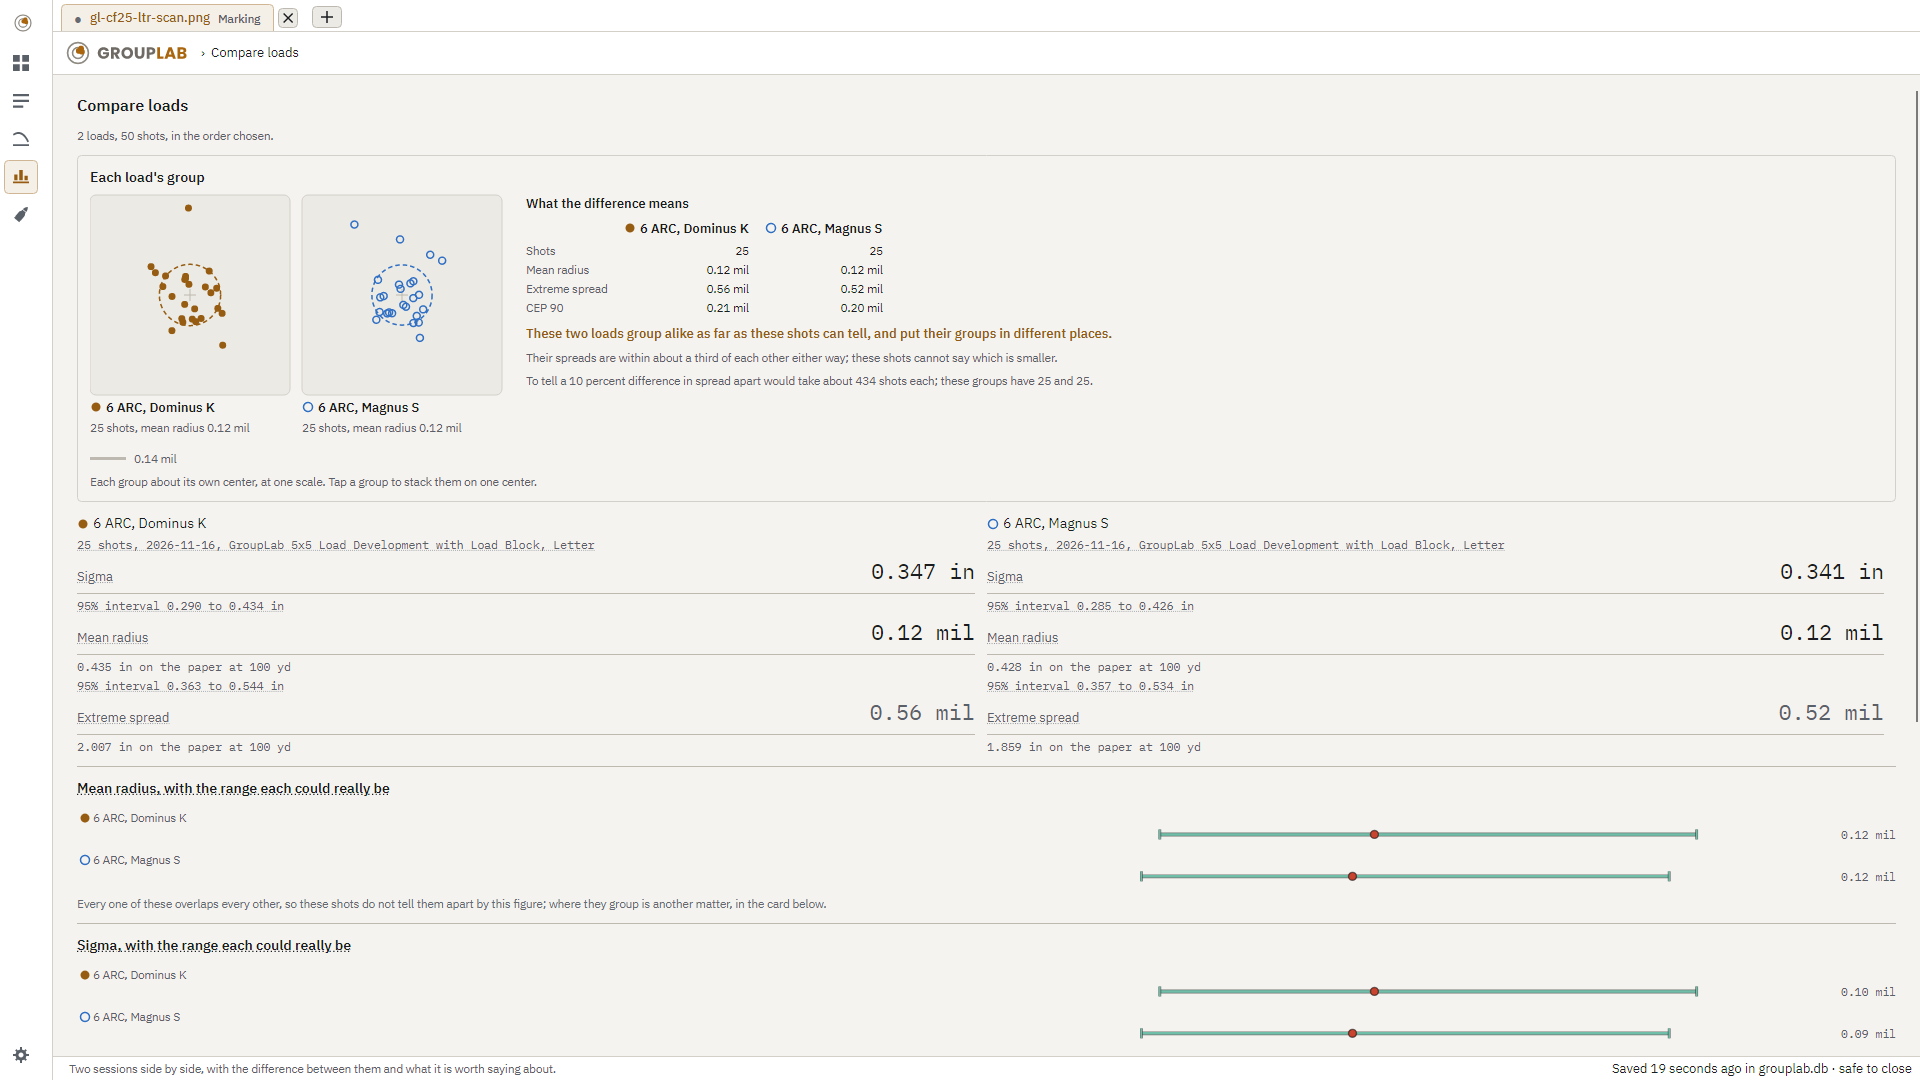 gl-cf25-ltr-scan.png Marking
GROUPLAB › Compare loads
Compare loads
2 loads, 50 shots, in the order chosen.
Each load's group
What the difference means
6 ARC, Dominus K 6 ARC, Magnus S
Shots 25 25
Mean radius 0.12 mil 0.12 mil
Extreme spread 0.56 mil 0.52 mil
CEP 90 0.21 mil 0.20 mil
These two loads group alike as far as these shots can tell, and put their groups in different places.
Their spreads are within about a third of each other either way; these shots cannot say which is smaller.
To tell a 10 percent difference in spread apart would take about 434 shots each; these groups have 25 and 25.
6 ARC, Dominus K 6 ARC, Magnus S
25 shots, mean radius 0.12 mil 25 shots, mean radius 0.12 mil
0.14 mil
Each group about its own center, at one scale. Tap a group to stack them on one center.
6 ARC, Dominus K
25 shots, 2026-11-16, GroupLab 5x5 Load Development with Load Block, Letter
Sigma 0.347 in
95% interval 0.290 to 0.434 in
Mean radius 0.12 mil
0.435 in on the paper at 100 yd
95% interval 0.363 to 0.544 in
Extreme spread 0.56 mil
2.007 in on the paper at 100 yd
6 ARC, Magnus S
25 shots, 2026-11-16, GroupLab 5x5 Load Development with Load Block, Letter
Sigma 0.341 in
95% interval 0.285 to 0.426 in
Mean radius 0.12 mil
0.428 in on the paper at 100 yd
95% interval 0.357 to 0.534 in
Extreme spread 0.52 mil
1.859 in on the paper at 100 yd
Mean radius, with the range each could really be
6 ARC, Dominus K
0.12 mil
6 ARC, Magnus S
0.12 mil
Every one of these overlaps every other, so these shots do not tell them apart by this figure; where they group is another matter, in the card below.
Sigma, with the range each could really be
6 ARC, Dominus K
0.10 mil
6 ARC, Magnus S
0.09 mil
Two sessions side by side, with the difference between them and what it is worth saying about.
Saved 19 seconds ago in grouplab.db · safe to close